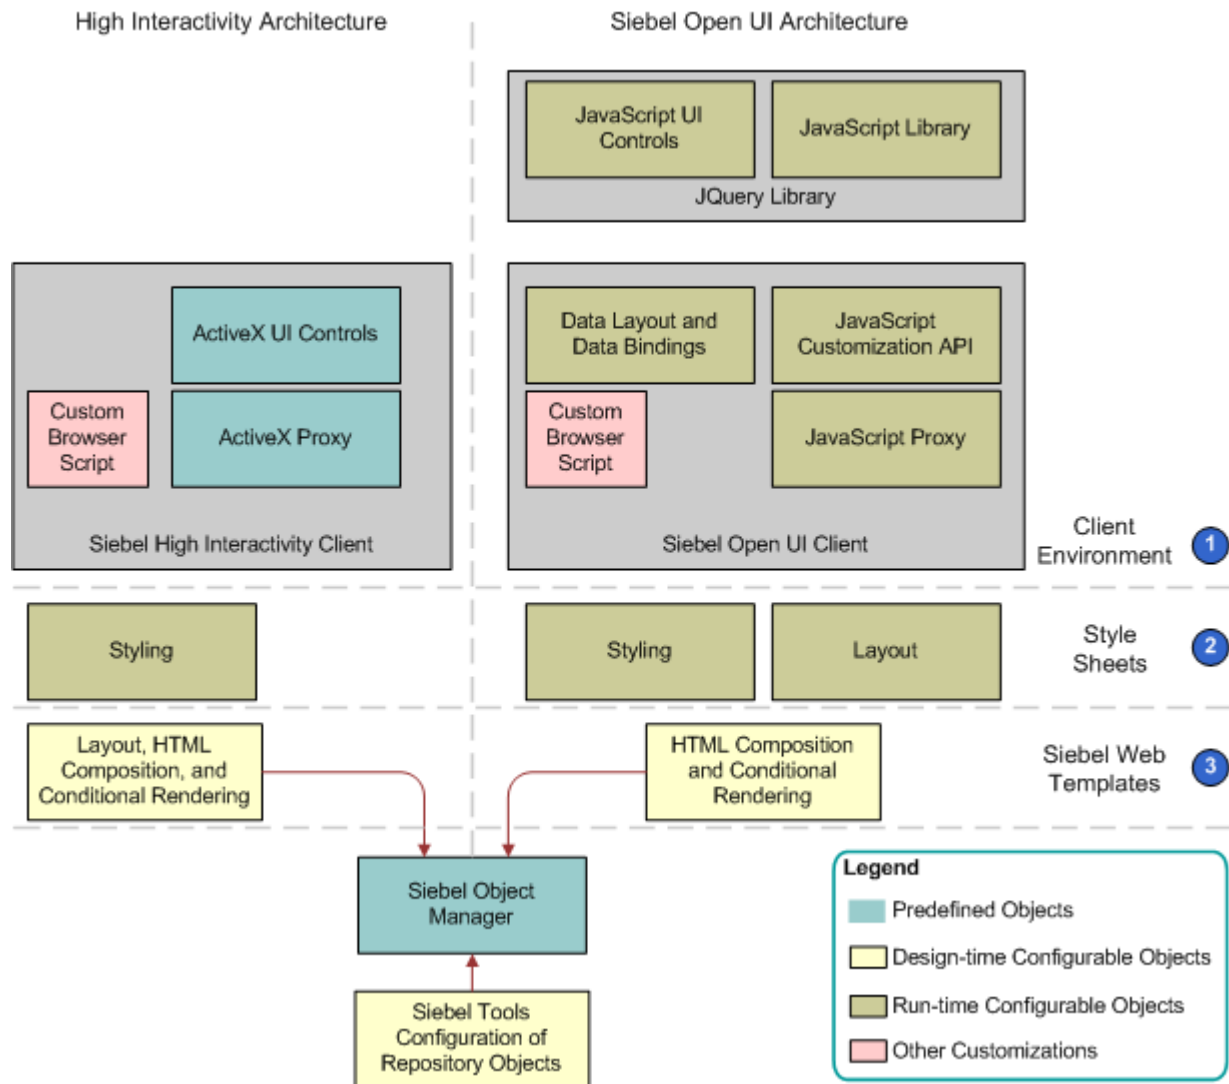 High Interactivity Architecture
Siebel Open UI Architecture
JavaScript UI
Controls
JavaScript Library
JQuery Library
ActiveX UI Controls
Custom
Browser
Script
ActiveX Proxy
Siebel High Interactivity Client
Data Layout and
Data Bindings
JavaScript
Customization API
Custom
Browser
Script
JavaScript Proxy
Siebel Open UI Client
Client
Environment
1
Styling
Styling
Layout
Style
Sheets
2
Layout, HTML
Composition, and
Conditional Rendering
HTML Composition
and Conditional
Rendering
Siebel Web
Templates
3
Siebel Object
Manager
Siebel Tools
Configuration of
Repository Objects
Legend
Predefined Objects
Design-time Configurable Objects
Run-time Configurable Objects
Other Customizations